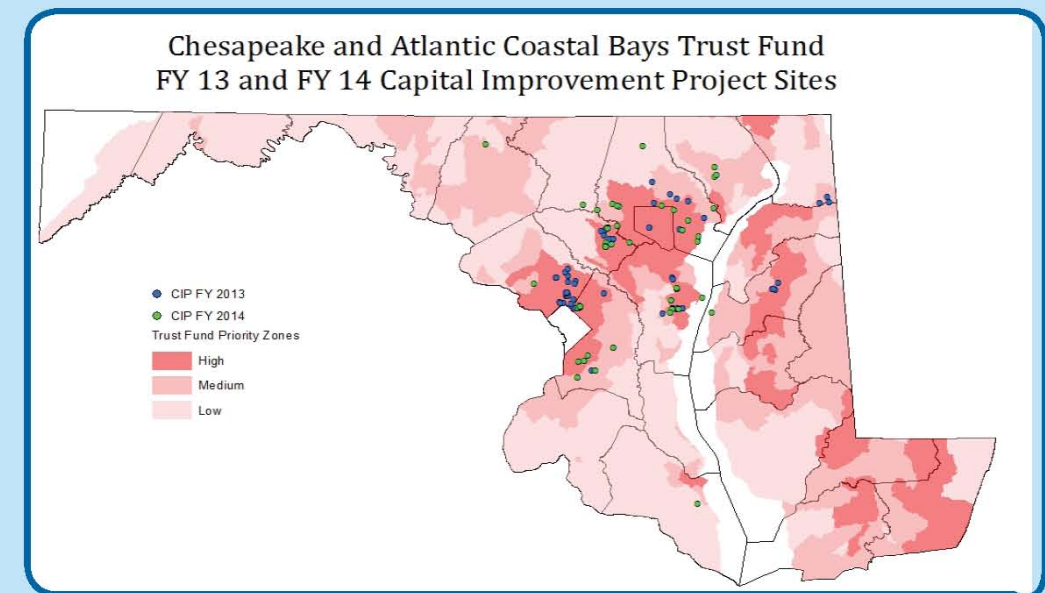 Chesapeake and Atlantic Coastal Bays Trust Fund
FY 13 and FY 14 Capital Improvement Project Sites
CIP FY 2013
CIP FY 2014
Trust Fund Priority Zones
High
Medium
Low